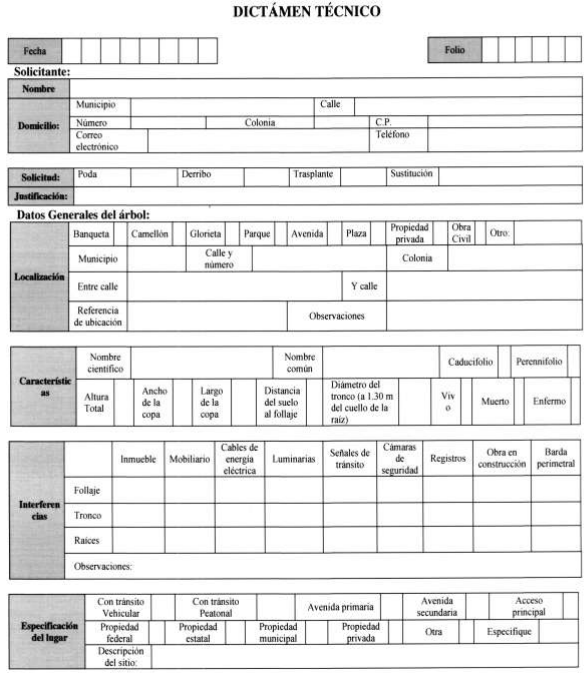 DICTÁMEN TÉCNICO
Fecha Folio
Solicitante:
Nombre
Domicilio: Municipio Calle
Número Colonia C.P.
Correo electrónico Teléfono
Solicitud: Poda Derribo Trasplante Sustitución
Justificación:
Datos Generales del árbol:
Localización
Banqueta Camellón Glorieta Parque Avenida Plaza Propiedad privada Obra Civil Otro:
Municipio Calle y número Colonia
Entre calle Y calle
Referencia de ubicación Observaciones
Característic
as
Nombre científico Nombre común Caducifolio Perennifolio
Altura Total Ancho de la copa Largo de la copa Distancia del suelo al follaje Diámetro del tronco (a 1.30 m del cuello de la raíz) Viv o Muerto Enfermo
Interferen
cias
Inmueble Mobiliario Cables de energía eléctrica Luminarias Señales de tránsito Cámaras de seguridad Registros Obra en construcción Barda perimetral
Follaje
Tronco
Raíces
Observaciones:
Especificación
del lugar
Con tránsito Vehicular Con tránsito Peatonal Avenida primaria Avenida secundaria Acceso principal
Propiedad federal Propiedad estatal Propiedad municipal Propiedad privada Otra Especifique
Descripción del sitio: